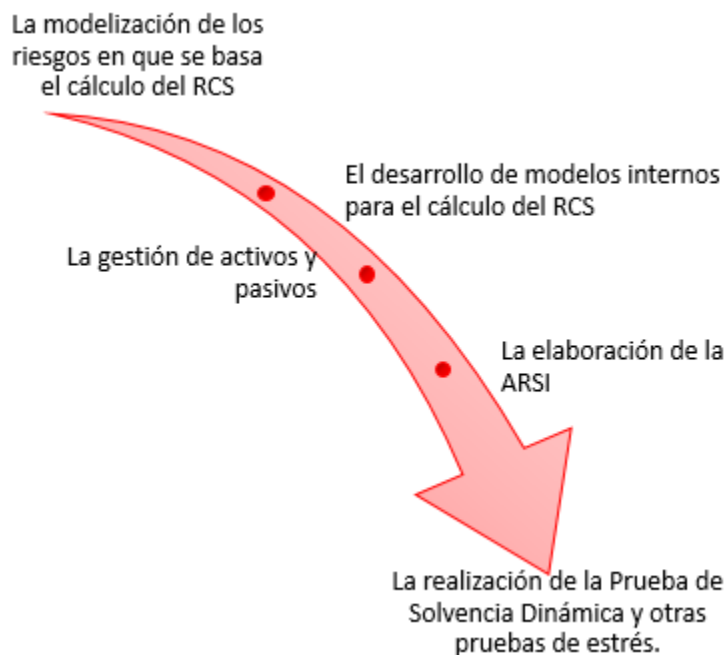 La modelización de los
riesgos en que se basa
el cálculo del RCS
El desarrollo de modelos internos
para el cálculo del RCS
La gestión de activos y
pasivos
La elaboración de la
ARSI
La realización de la Prueba de
Solvencia Dinámica y otras
pruebas de estrés.